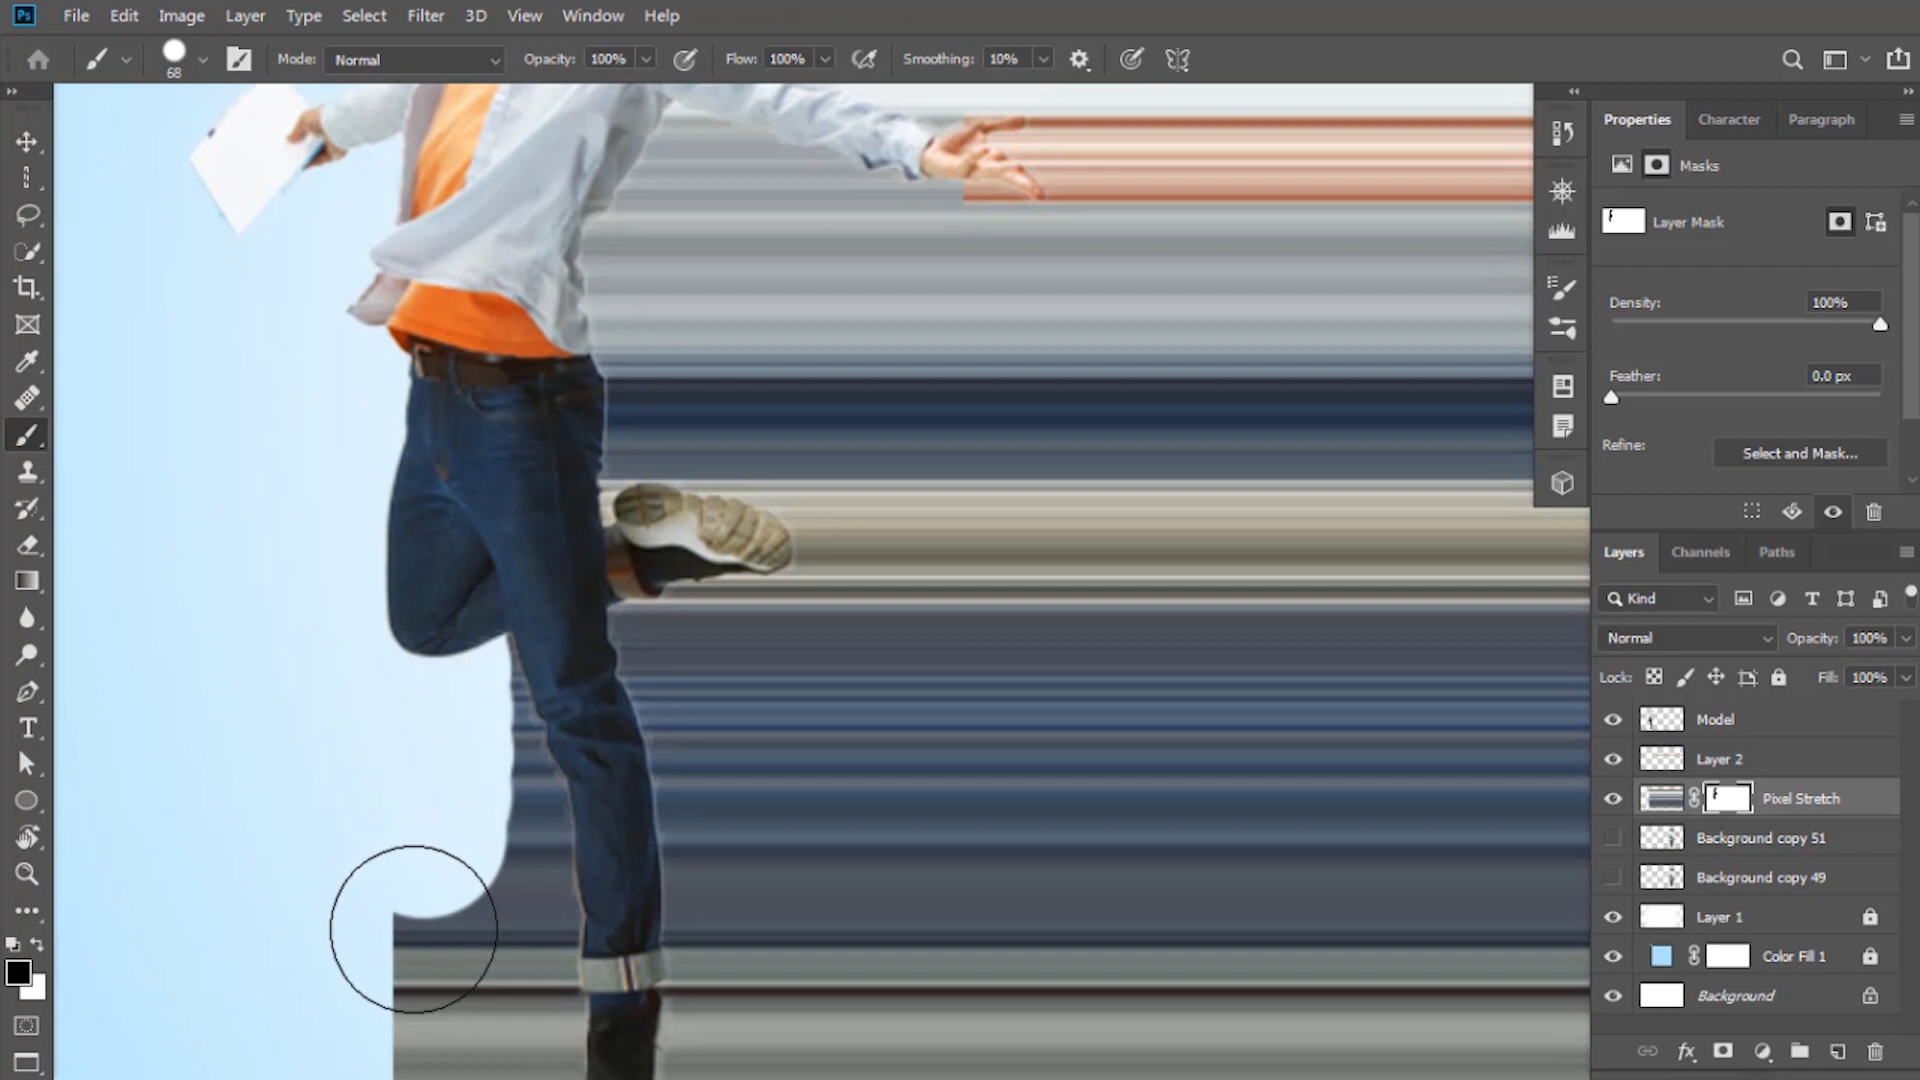 Ps File Edit Image Layer Type Select Filter 3D View Window Help
68 Mode: Normal Opacity: 100% Flow: 100% Smoothing: 10%
Properties Character Paragraph
Masks
Layer Mask
Density: 100%
Feather: 0.0 px
Refine: Select and Mask...
Layers Channels Paths
Kind
Normal Opacity: 100%
Lock: Fill: 100%
Model
Layer 2
Pixel Stretch
Background copy 51
Background copy 49
Layer 1
Color Fill 1
Background